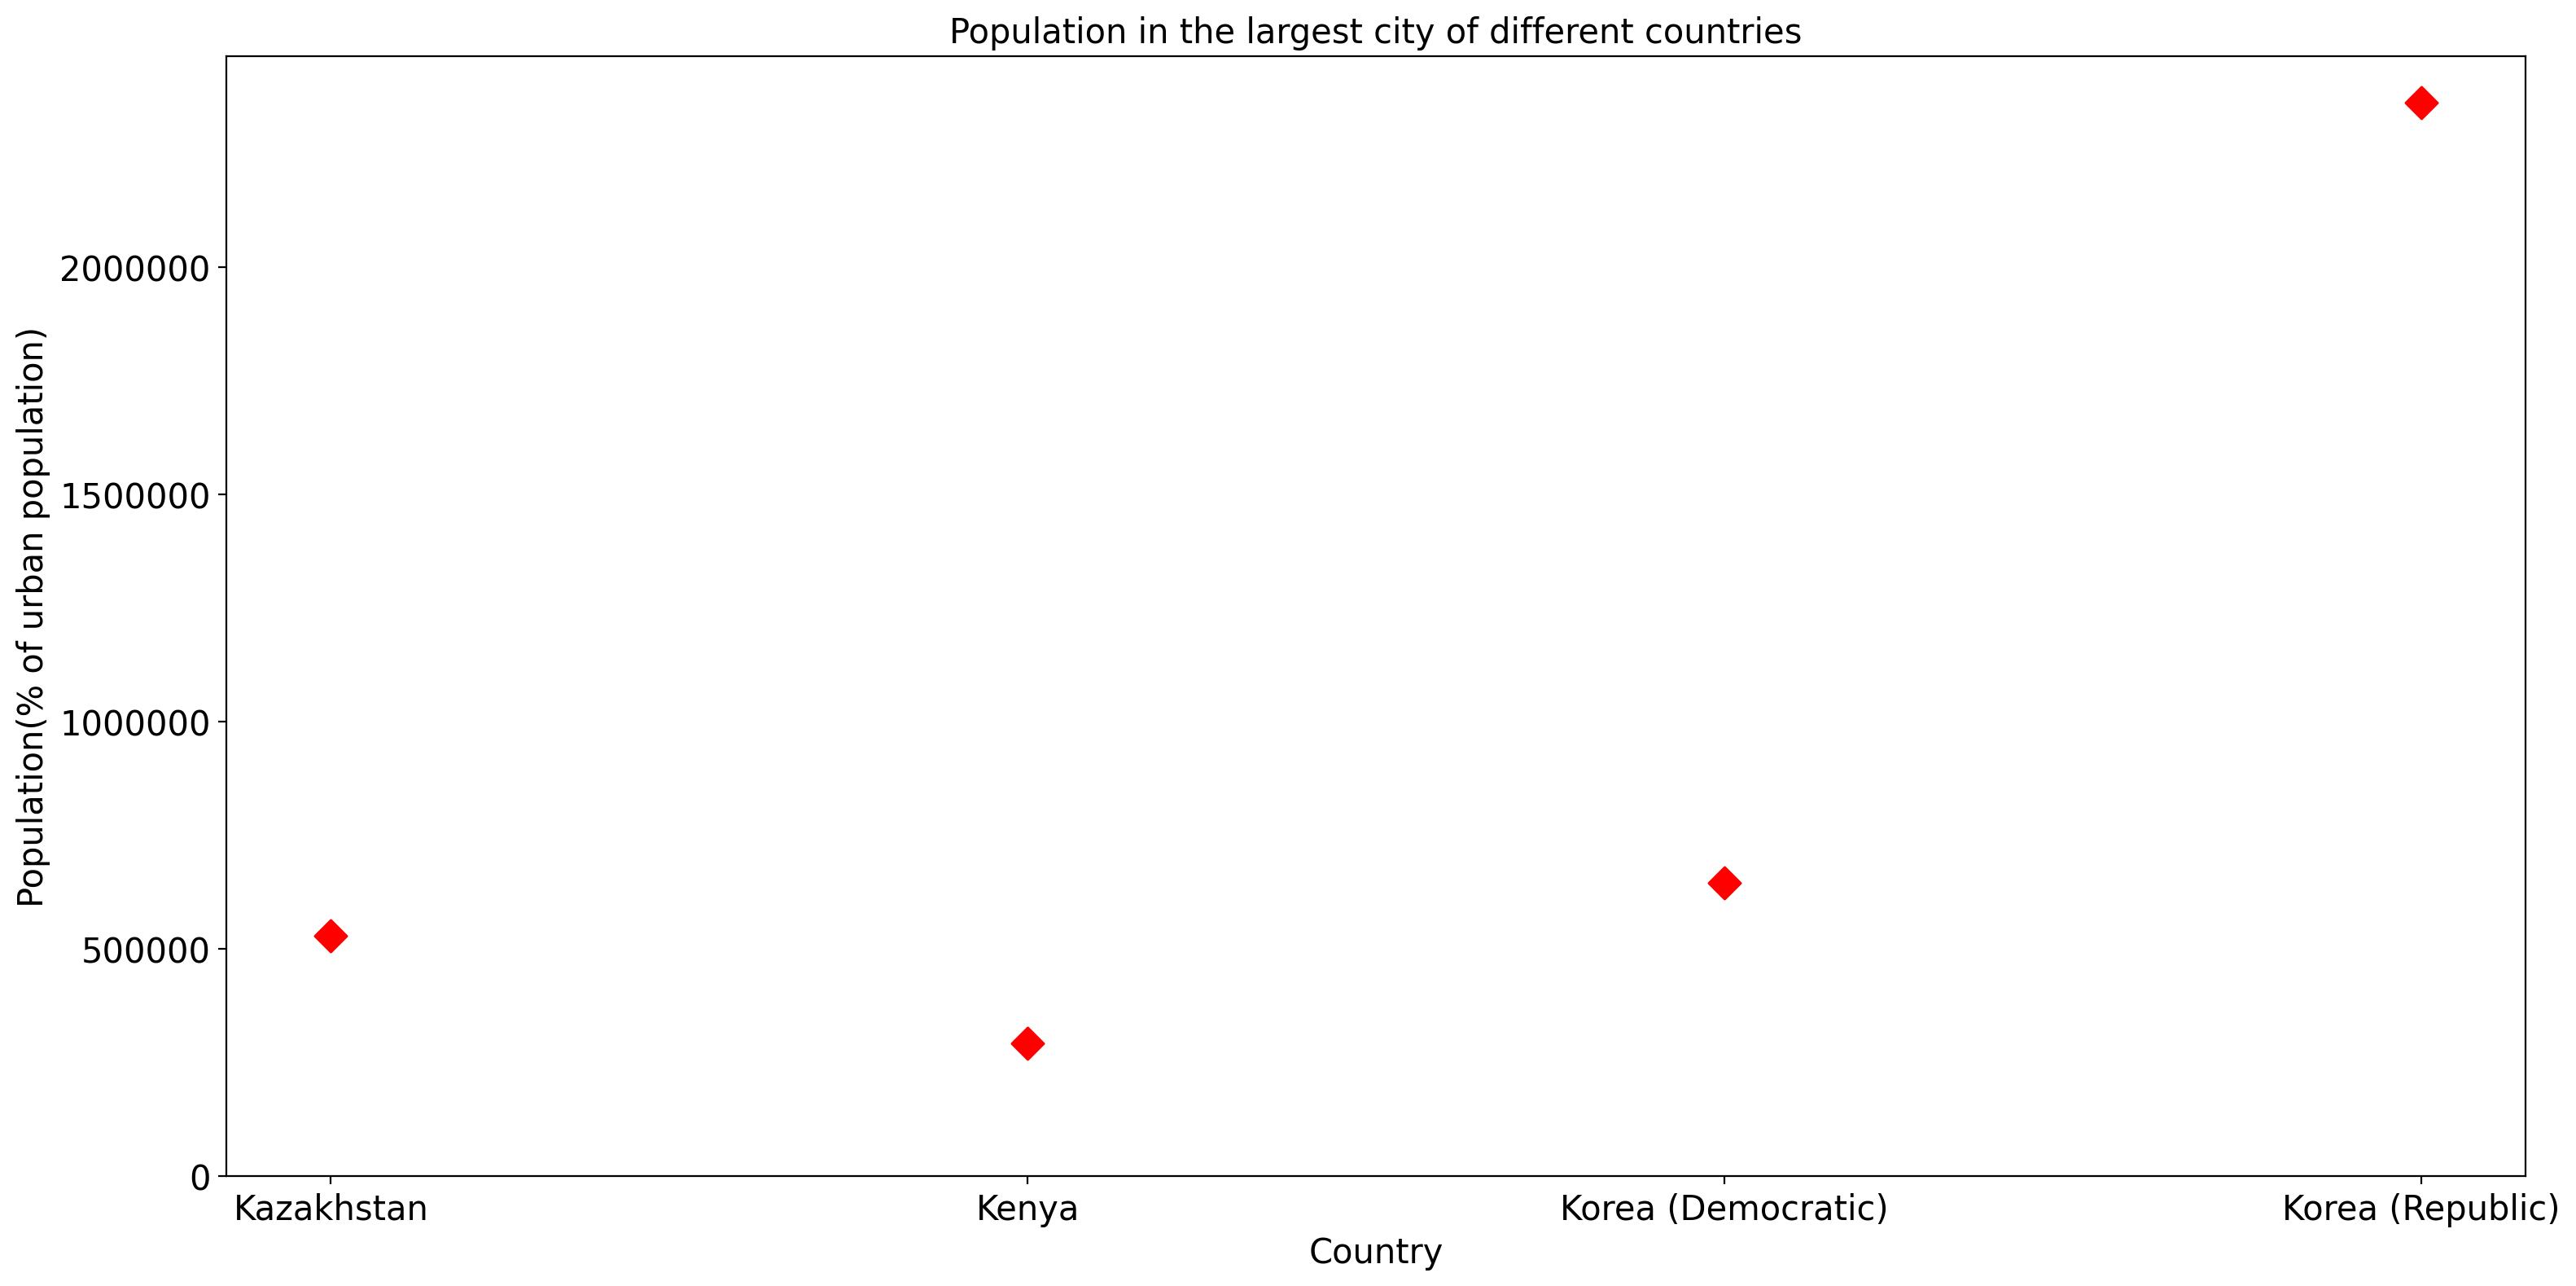 Population in the largest city of different countries
Population(% of urban population)
2000000
1500000
1000000
500000
0
Kazakhstan
Kenya
Korea (Democratic)
Korea (Republic)
Country